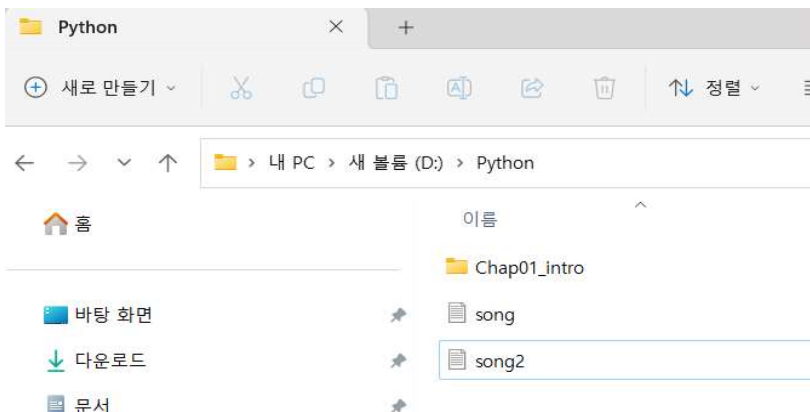 Python
새로 만들기
정렬
내 PC > 새 볼륨 (D:) > Python
홈
이름
Chap01_intro
바탕 화면
song
다운로드
song2
문서